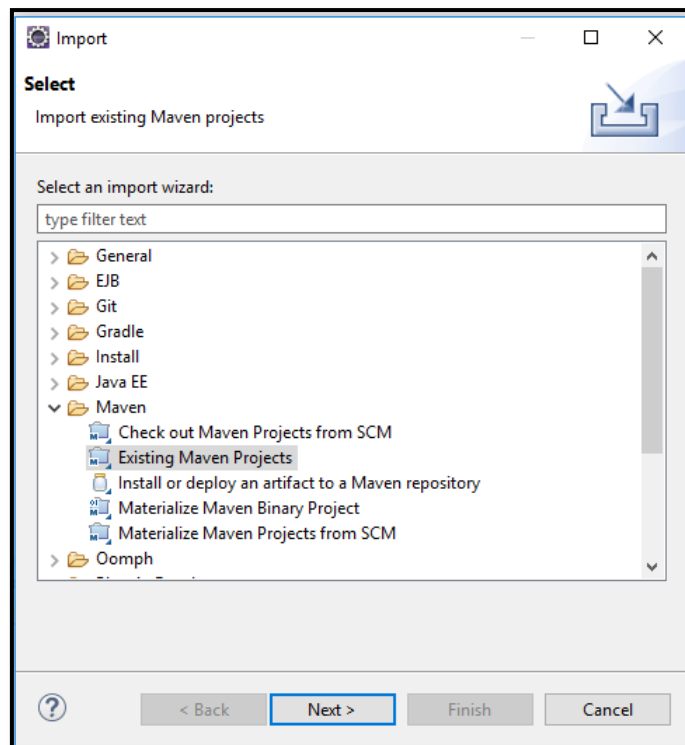 Import
Select
Import existing Maven projects
Select an import wizard:
type filter text
General
EJB
Git
Gradle
Install
Java EE
Maven
Check out Maven Projects from SCM
Existing Maven Projects
Install or deploy an artifact to a Maven repository
Materialize Maven Binary Project
Materialize Maven Projects from SCM
Oomph
? < Back Next > Finish Cancel